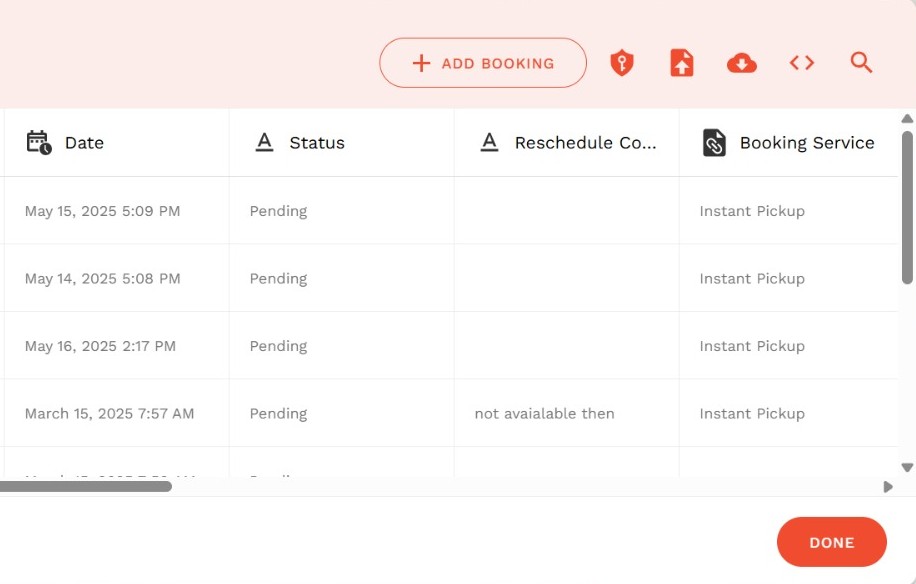 ADD BOOKING
Date Status Reschedule Co... Booking Service
May 15, 2025 5:09 PM Pending Instant Pickup
May 14, 2025 5:08 PM Pending Instant Pickup
May 16, 2025 2:17 PM Pending Instant Pickup
March 15, 2025 7:57 AM Pending not avaialable then Instant Pickup
DONE